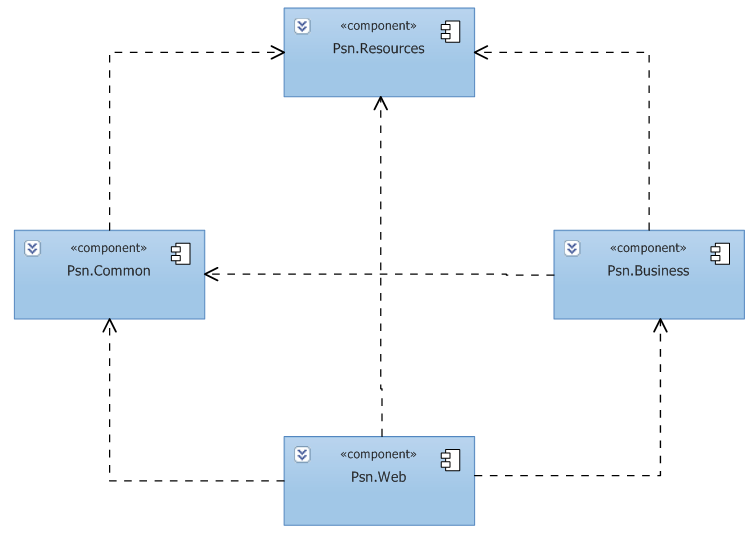 «component»
Psn.Resources
«component»
Psn.Common
«component»
Psn.Business
«component»
Psn.Web